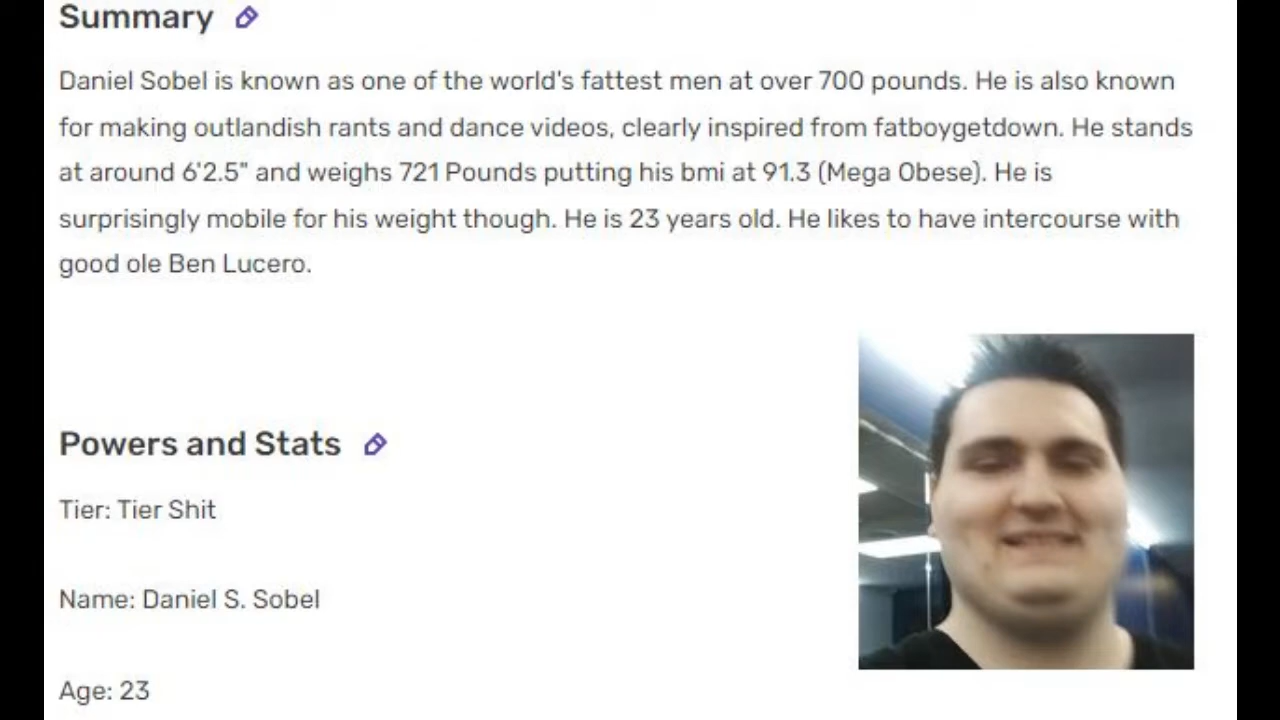 Summary
Daniel Sobel is known as one of the world's fattest men at over 700 pounds. He is also known
for making outlandish rants and dance videos, clearly inspired from fatboygetdown. He stands
at around 6'2.5" and weighs 721 Pounds putting his bmi at 91.3 (Mega Obese). He is
surprisingly mobile for his weight though. He is 23 years old. He likes to have intercourse with
good ole Ben Lucero.
Powers and Stats
Tier: Tier Shit
Name: Daniel S. Sobel
Age: 23